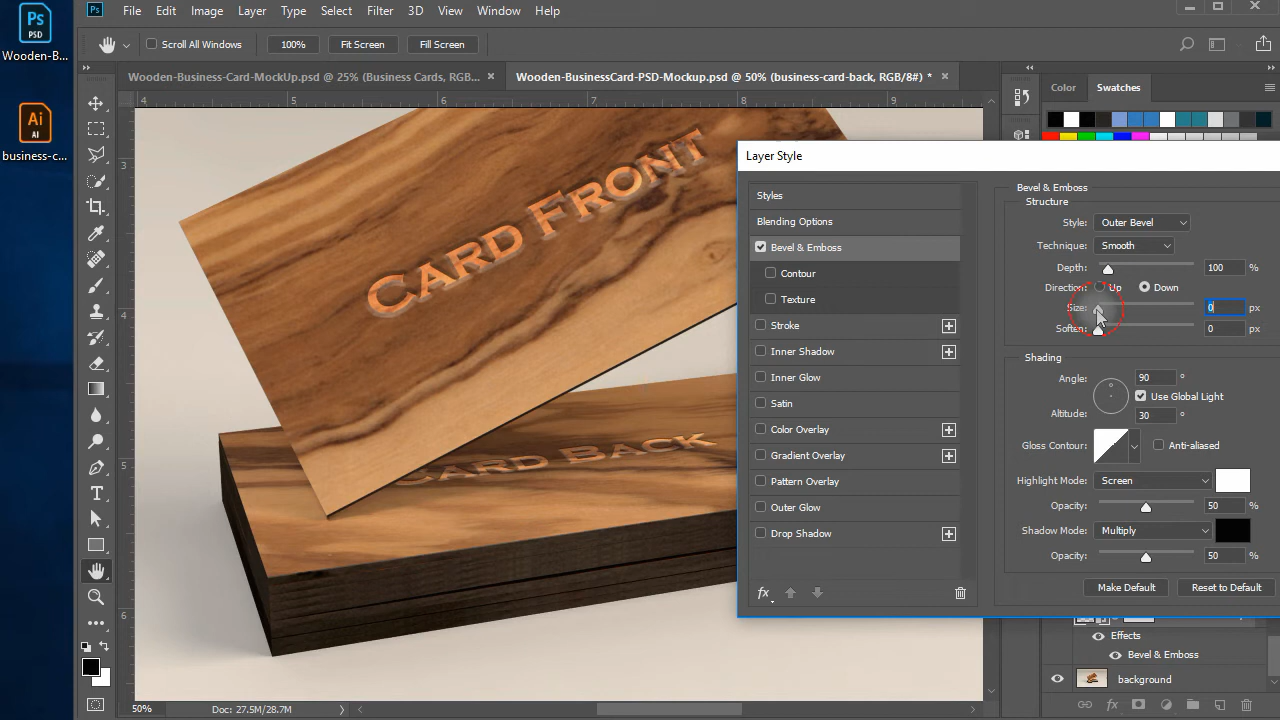 Ps
File Edit Image Layer Type Select Filter 3D View Window Help
Ps
PSD
Wooden-B...
Scroll All Windows 100% Fit Screen Fill Screen
Wooden-Business-Card-MockUp.psd @ 25% (Business Cards, RGB... × Wooden-BusinessCard-PSD-Mockup.psd @ 50% (business-card-back, RGB/8#) * ×
Color Swatches
4 5 6 7 8 9
Ai
AI
business-c...
3
4
5
6
CARD FRONT
CARD BACK
Layer Style
Styles
Blending Options
Bevel & Emboss
Contour
Texture
Stroke
Inner Shadow
Inner Glow
Satin
Color Overlay
Gradient Overlay
Pattern Overlay
Outer Glow
Drop Shadow
fx
Bevel & Emboss
Structure
Style: Outer Bevel
Technique: Smooth
Depth: 100 %
Direction: Up Down
Size: 0 px
Soften: 0 px
Shading
Angle: 90 °
Use Global Light
Altitude: 30 °
Gloss Contour: Anti-aliased
Highlight Mode: Screen
Opacity: 50 %
Shadow Mode: Multiply
Opacity: 50 %
Make Default Reset to Default
Effects
Bevel & Emboss
background
fx
50% Doc: 27.5M/28.7M